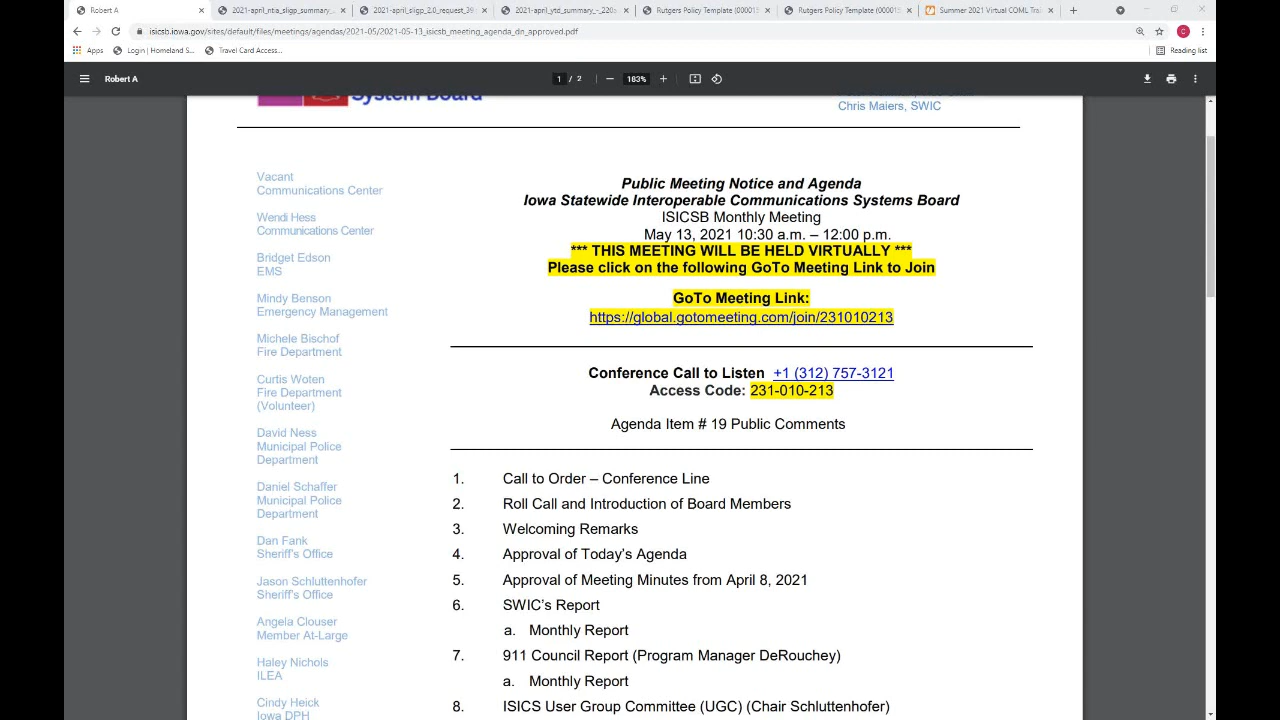 Robert A
2021-april_ntia_sligp_summary_
2021-april_sligp_2.0_request_39
2021-april_ytd_summary_-_220s
Rutgers Policy Template (000015
Rutgers Policy Template (000015
Summer 2021 Virtual COML Trai
isicsb.iowa.gov/sites/default/files/meetings/agendas/2021-05/2021-05-13_isicsb_meeting_agenda_dn_approved.pdf
C
Apps
Login | Homeland S...
Travel Card Access...
Reading list
Robert A
1 / 2
183%
System Board
Chris Maiers, SWIC
Vacant
Communications Center
Wendi Hess
Communications Center
Bridget Edson
EMS
Mindy Benson
Emergency Management
Michele Bischof
Fire Department
Curtis Woten
Fire Department
(Volunteer)
David Ness
Municipal Police
Department
Daniel Schaffer
Municipal Police
Department
Dan Fank
Sheriff's Office
Jason Schluttenhofer
Sheriff's Office
Angela Clouser
Member At-Large
Haley Nichols
ILEA
Cindy Heick
Iowa DPH
Public Meeting Notice and Agenda
Iowa Statewide Interoperable Communications Systems Board
ISICSB Monthly Meeting
May 13, 2021 10:30 a.m. – 12:00 p.m.
*** THIS MEETING WILL BE HELD VIRTUALLY ***
Please click on the following GoTo Meeting Link to Join
GoTo Meeting Link:
https://global.gotomeeting.com/join/231010213
Conference Call to Listen +1 (312) 757-3121
Access Code: 231-010-213
Agenda Item # 19 Public Comments
1. Call to Order – Conference Line
2. Roll Call and Introduction of Board Members
3. Welcoming Remarks
4. Approval of Today's Agenda
5. Approval of Meeting Minutes from April 8, 2021
6. SWIC's Report
a. Monthly Report
7. 911 Council Report (Program Manager DeRouchey)
a. Monthly Report
8. ISICS User Group Committee (UGC) (Chair Schluttenhofer)